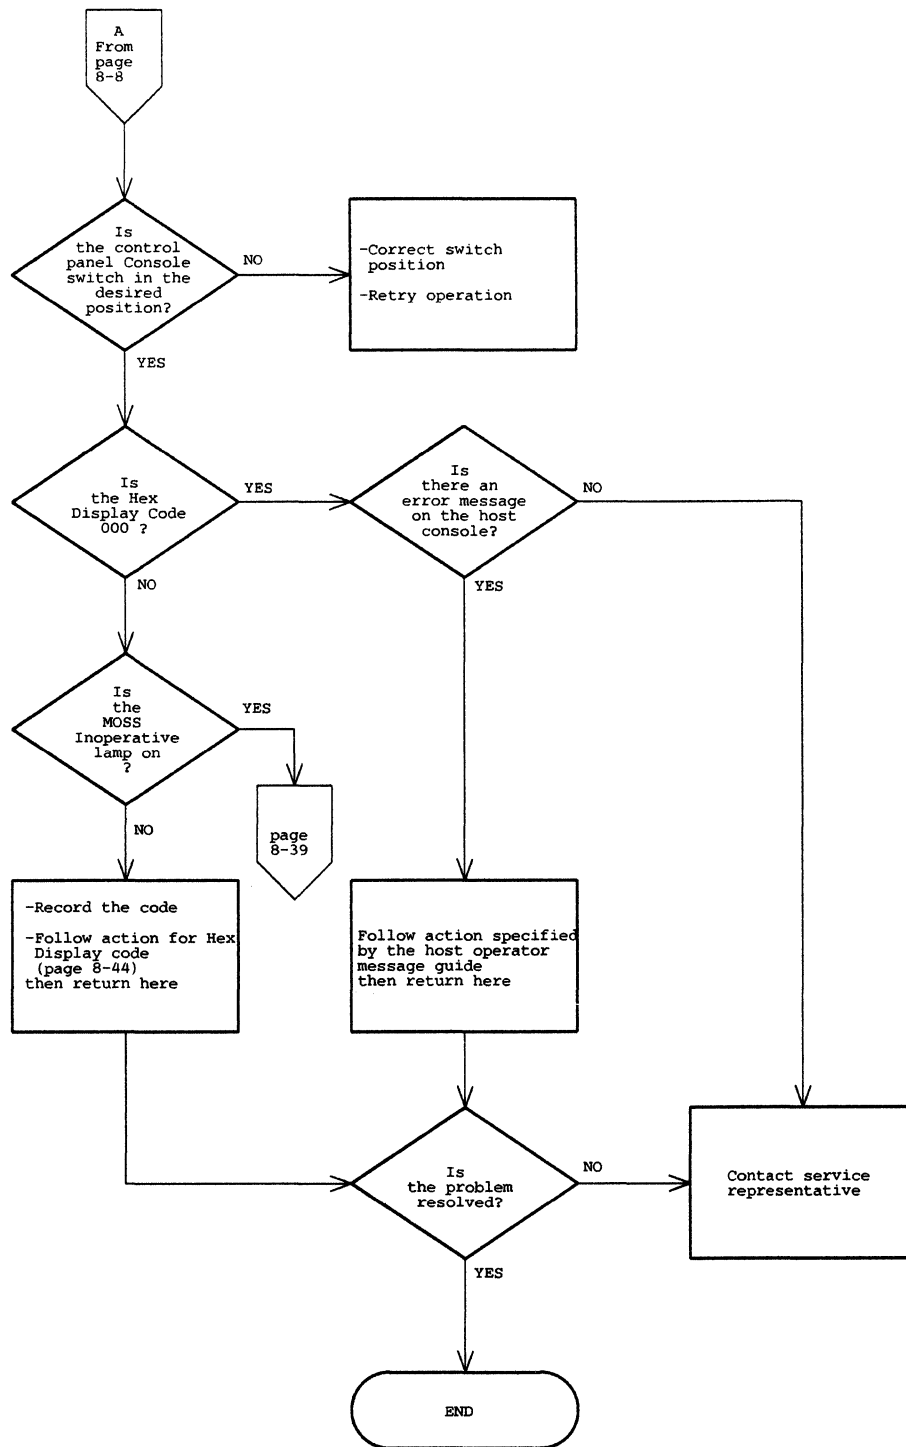 A
From
page
8-8
Is
the control
panel Console
switch in the
desired
position?
NO
-Correct switch
position
-Retry operation
YES
Is
the Hex
Display Code
000 ?
YES
Is
there an
error message
on the host
console?
NO
NO
YES
Is
the
MOSS
Inoperative
lamp on
?
YES
page
8-39
NO
-Record the code
-Follow action for Hex
Display code
(page 8-44)
then return here
Follow action specified
by the host operator
message guide
then return here
Is
the problem
resolved?
NO
Contact service
representative
YES
END